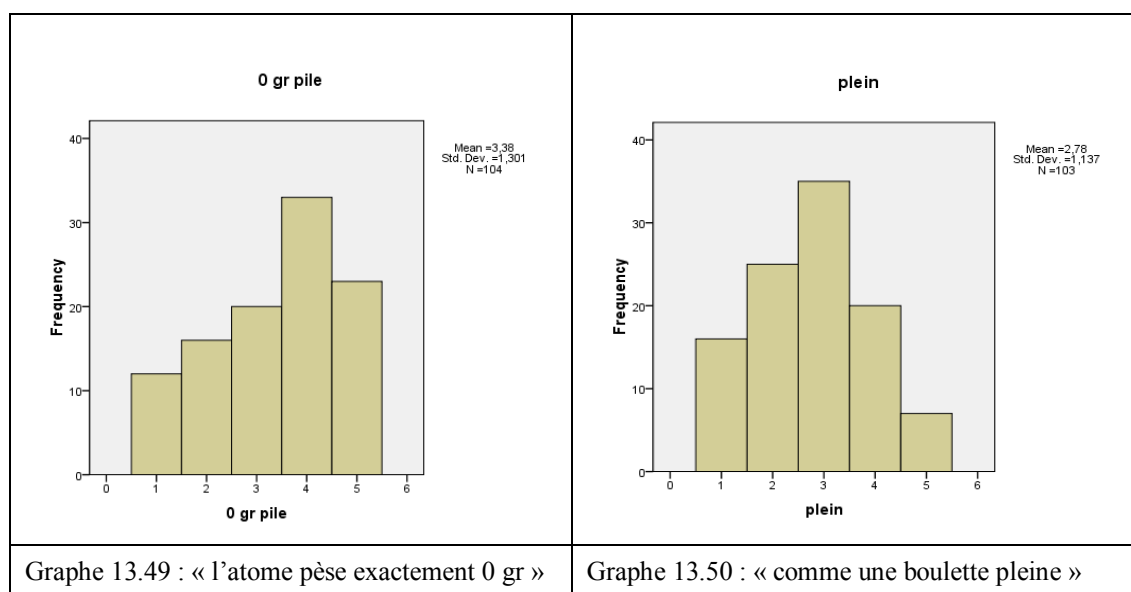 0 gr pile
40
30
20
10
0
Frequency
0 1 2 3 4 5 6
0 gr pile
Mean =3,38
Std. Dev. =1,301
N =104
Graphe 13.49 : « l’atome pèse exactement 0 gr »
plein
40
30
20
10
0
Frequency
0 1 2 3 4 5 6
plein
Mean =2,78
Std. Dev. =1,137
N =103
Graphe 13.50 : « comme une boulette pleine »